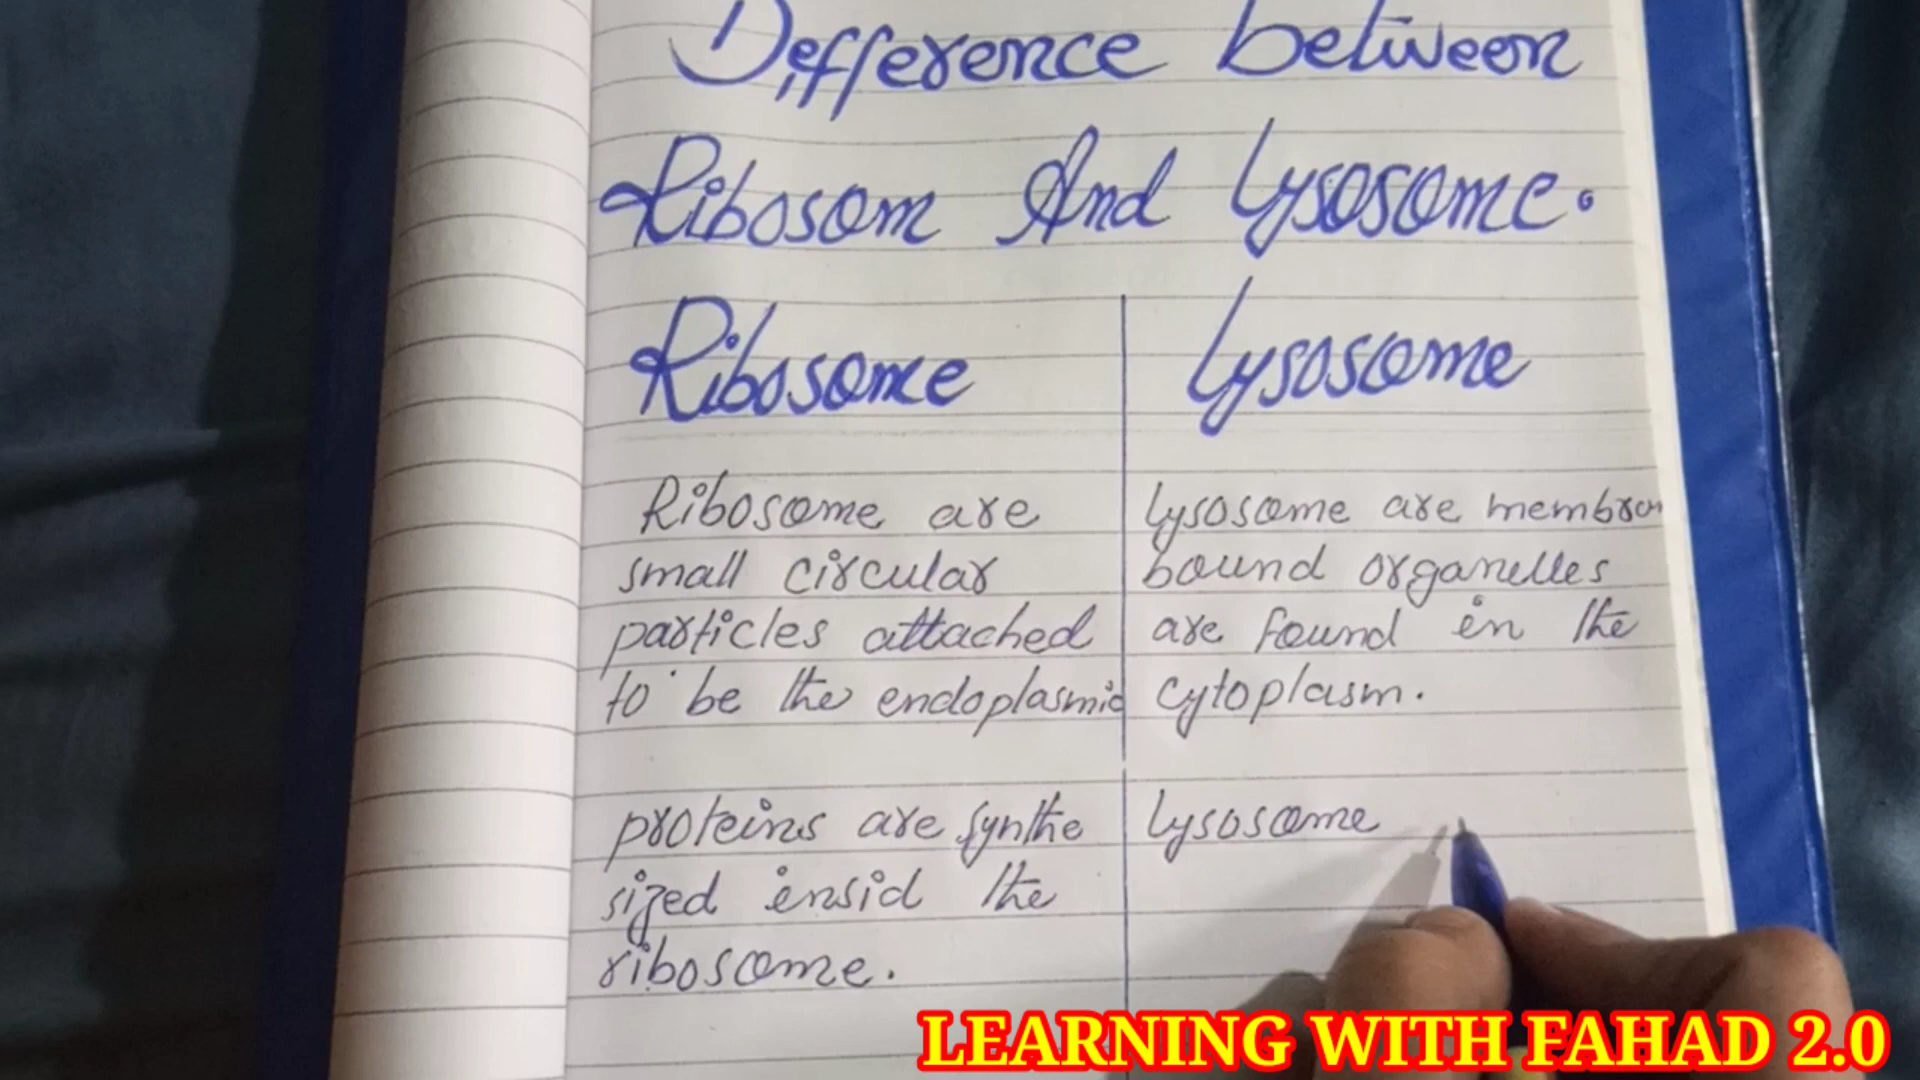 Difference between
Ribosom And Lysosome.
Ribosome
Lysosome
Ribosome are
small circular
particles attached
to be the endoplasmic
Lysosome are membran
bound organelles
are found in the
cytoplasm.
proteins are synthe
sized insid the
ribosome.
Lysosome
LEARNING WITH FAHAD 2.0